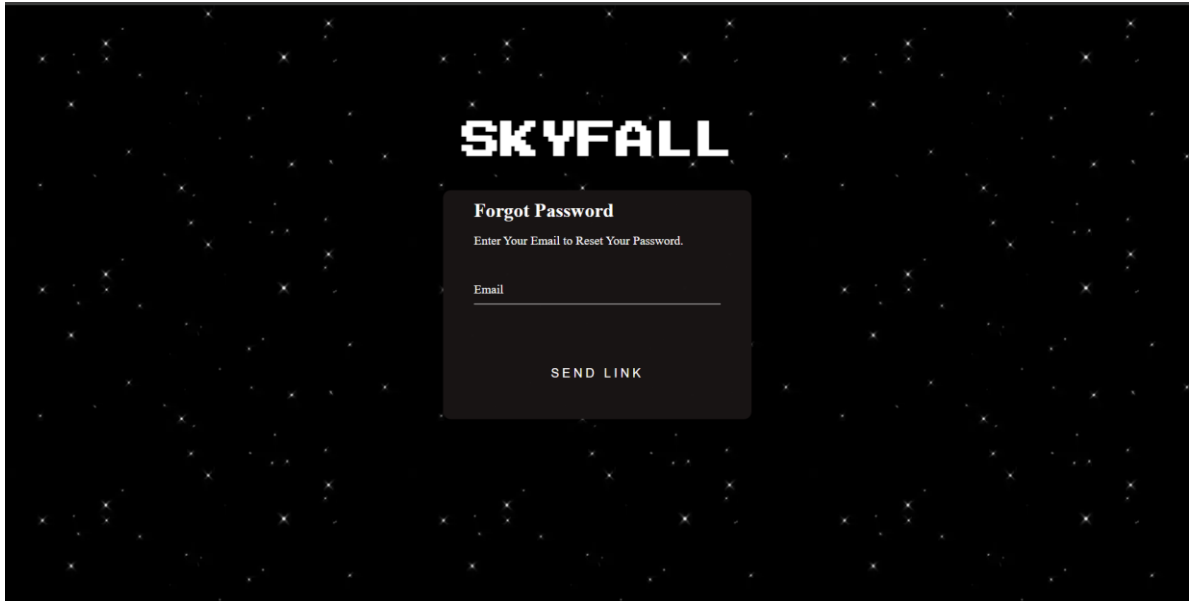 SKYFALL
Forgot Password
Enter Your Email to Reset Your Password.
Email
SEND LINK